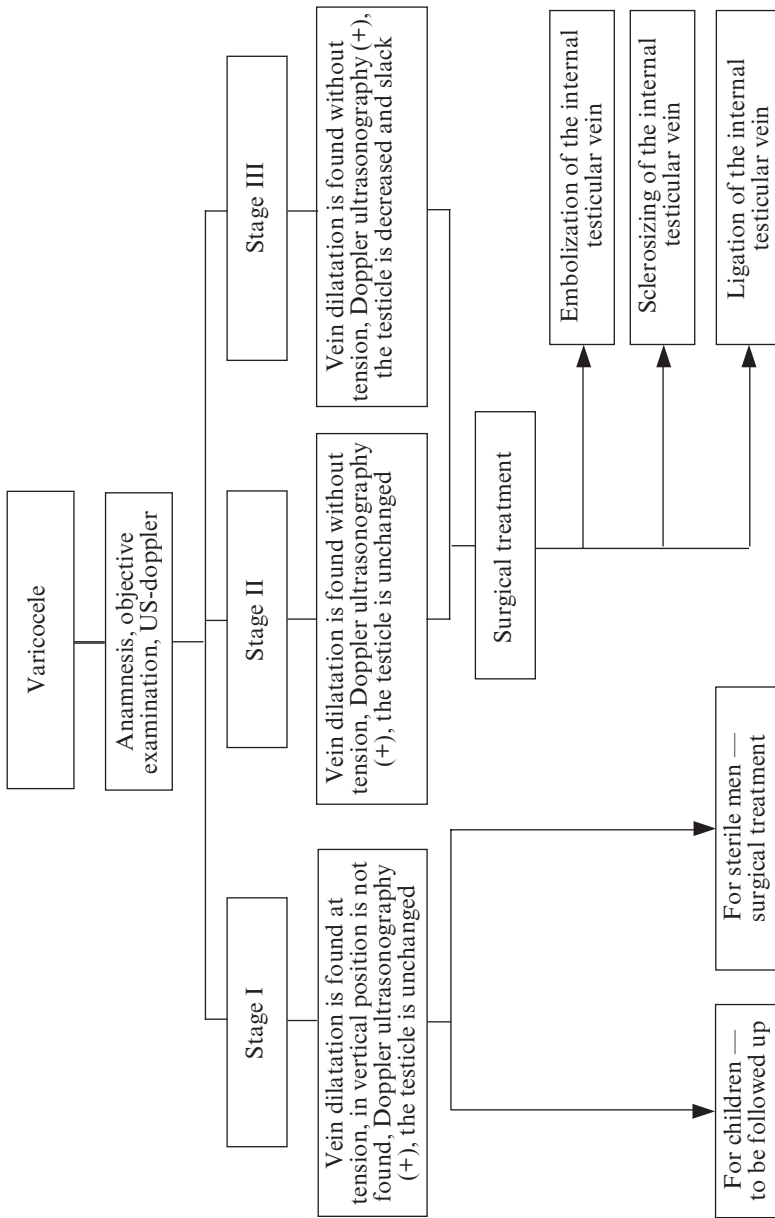 Varicocele
Anamnesis, objective
examination, US-doppler
Stage I
Stage II
Stage III
Vein dilatation is found at
tension, in vertical position is not
found, Doppler ultrasonography
(+), the testicle is unchanged
Vein dilatation is found without
tension, Doppler ultrasonography
(+), the testicle is unchanged
Vein dilatation is found without
tension, Doppler ultrasonography (+),
the testicle is decreased and slack
Surgical treatment
For children —
to be followed up
For sterile men —
surgical treatment
Embolization of the internal
testicular vein
Sclerosizing of the internal
testicular vein
Ligation of the internal
testicular vein